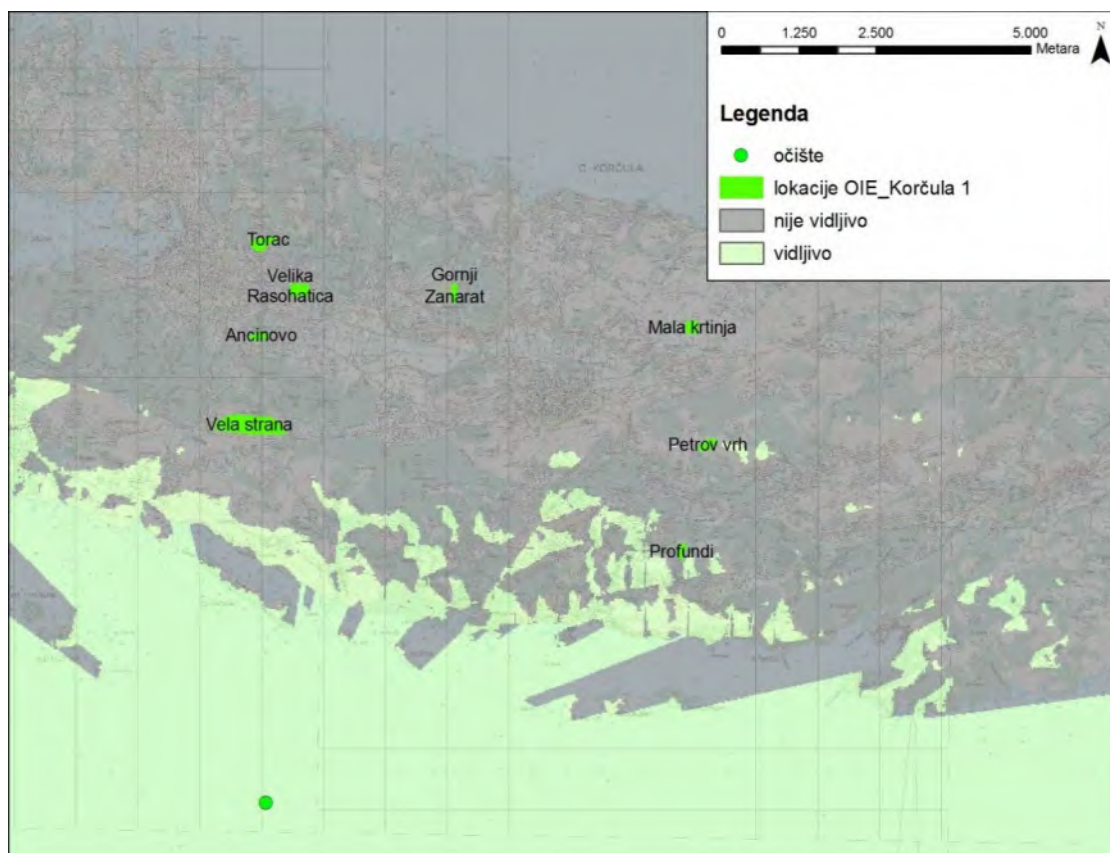 0 1.250 2.500 5.000
Metara
N
Legenda
očište
lokacije OIE_Korčula 1
nije vidljivo
vidljivo
O. KORČULA
Torac
Velika
Rasohatica
Gornji
Zanarat
Ancinovo
Mala krtinja
Vela strana
Petrov vrh
Profundi